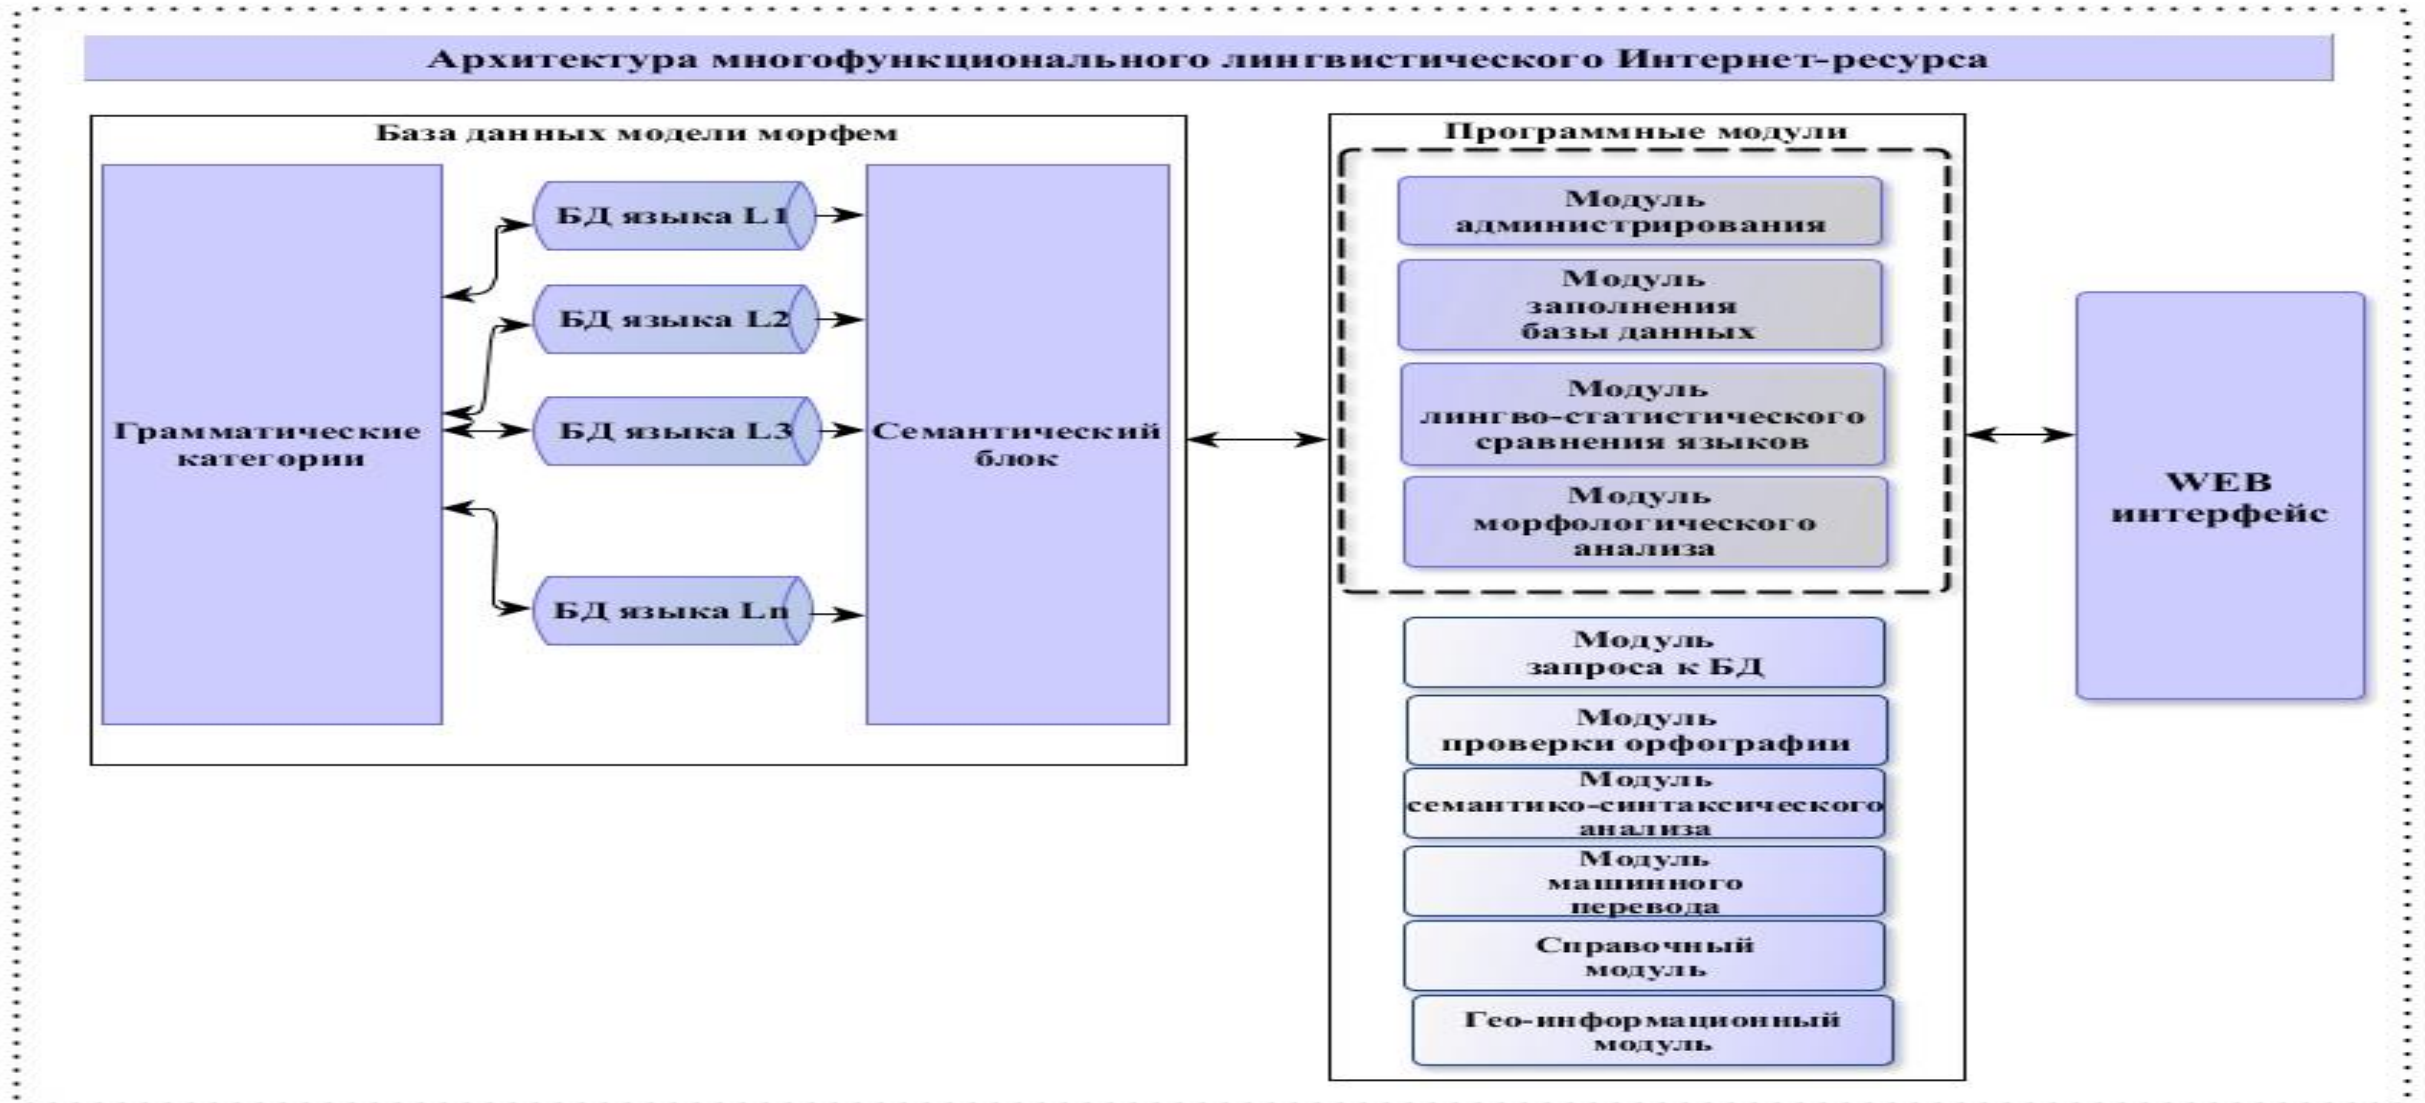 Архитектура многофункционального лингвистического Интернет-ресурса
База данных модели морфем
Грамматические
категории
БД языка L1
БД языка L2
БД языка L3
БД языка Ln
Семантический
блок
Программные модули
Модуль
администрирования
Модуль
заполнения
базы данных
Модуль
лингво-статистического
сравнения языков
Модуль
морфологического
анализа
Модуль
запроса к БД
Модуль
проверки орфографии
Модуль
семантико-синтаксического
анализа
Модуль
машинного
перевода
Справочный
модуль
Гео-информационный
модуль
WEB
интерфейс